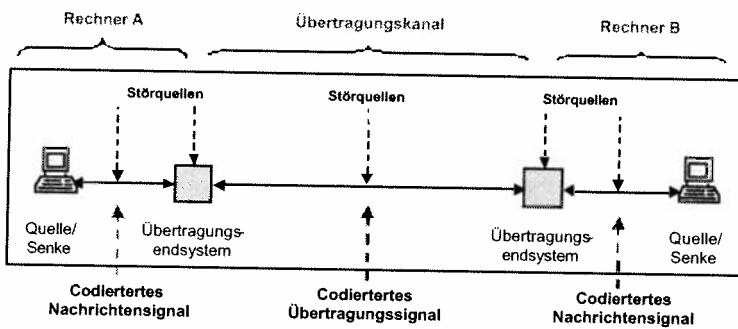 Rechner A
Übertragungskanal
Rechner B
Störquellen
Störquellen
Störquellen
Quelle/
Senke
Übertragungs-
endsystem
Übertragungs-
endsystem
Quelle/
Senke
Codiertertes
Nachrichtensignal
Codiertertes
Übertragungssignal
Codiertertes
Nachrichtensignal